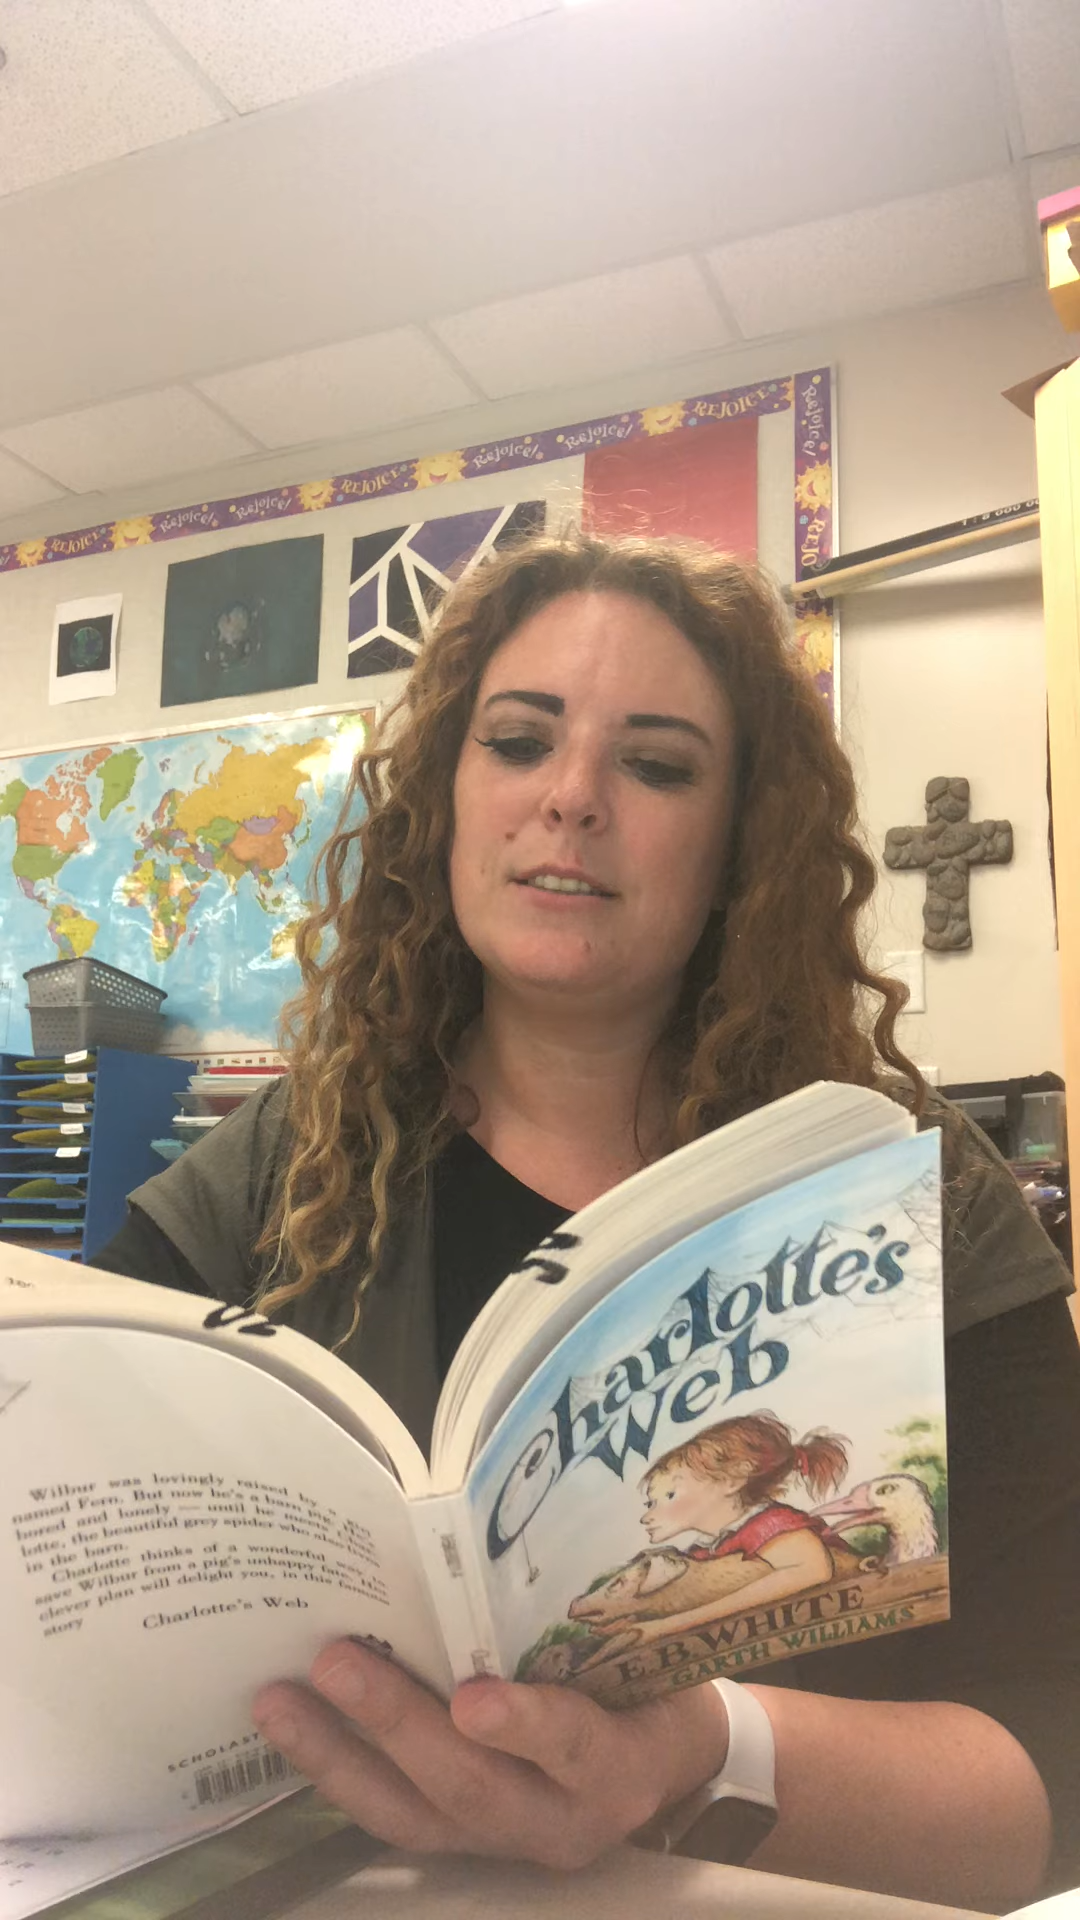 REJOICE Rejoice! Rejoice! REJOICE Rejoice! Rejoice! REJOICE
Rejoice!
REJO
Charlotte's
Web
E. B. WHITE
GARTH WILLIAMS
Wilbur was lovingly raised by a girl
named Fern. But now he's a barn pig. He's
bored and lonely — until he meets Char-
lotte, the beautiful grey spider who also lives
in the barn.
Charlotte thinks of a wonderful way to
save Wilbur from a pig's unhappy fate. Her
clever plan will delight you, in this
story
Charlotte's Web
SCHOLAST